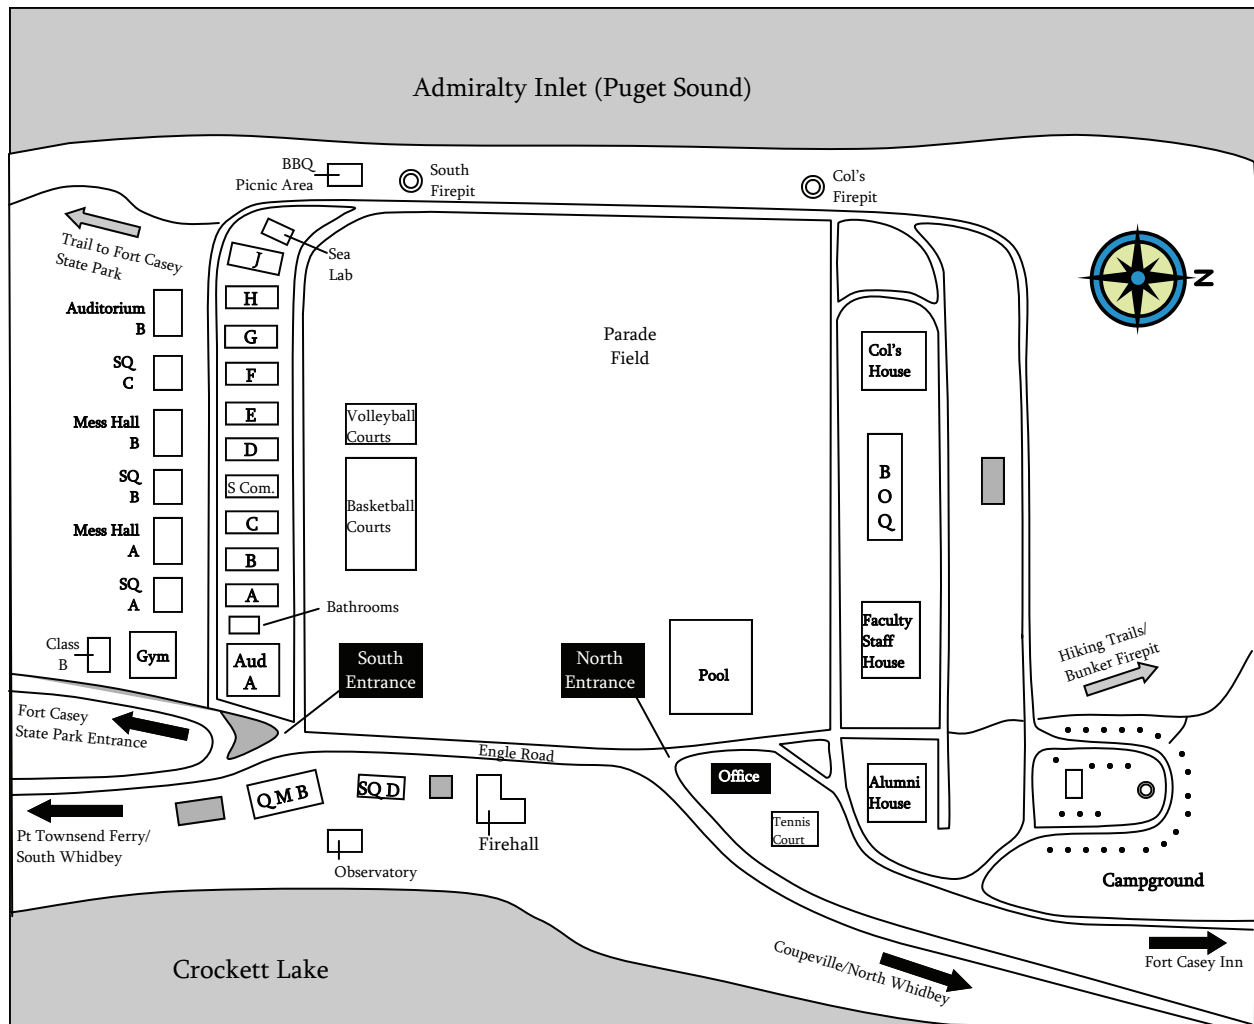 Admiralty Inlet (Puget Sound)
BBQ
Picnic Area
South
Firepit
Col's
Firepit
Trail to Fort Casey
State Park
Sea
Lab
J
N
Auditorium
B
H
G
Parade
Field
SQ
C
F
Col's
House
Mess Hall
B
E
D
Volleyball
Courts
SQ
B
S Com.
Basketball
Courts
B
O
Q
Mess Hall
A
C
B
SQ
A
A
Bathrooms
Class
B
Gym
Aud
A
South
Entrance
North
Entrance
Pool
Faculty
Staff
House
Hiking Trails/
Bunker Firepit
Fort Casey
State Park Entrance
Engle Road
Office
Alumni
House
QMB
SQ D
Tennis
Court
Pt Townsend Ferry/
South Whidbey
Firehall
Observatory
Campground
Crockett Lake
Coupeville/North Whidbey
Fort Casey Inn